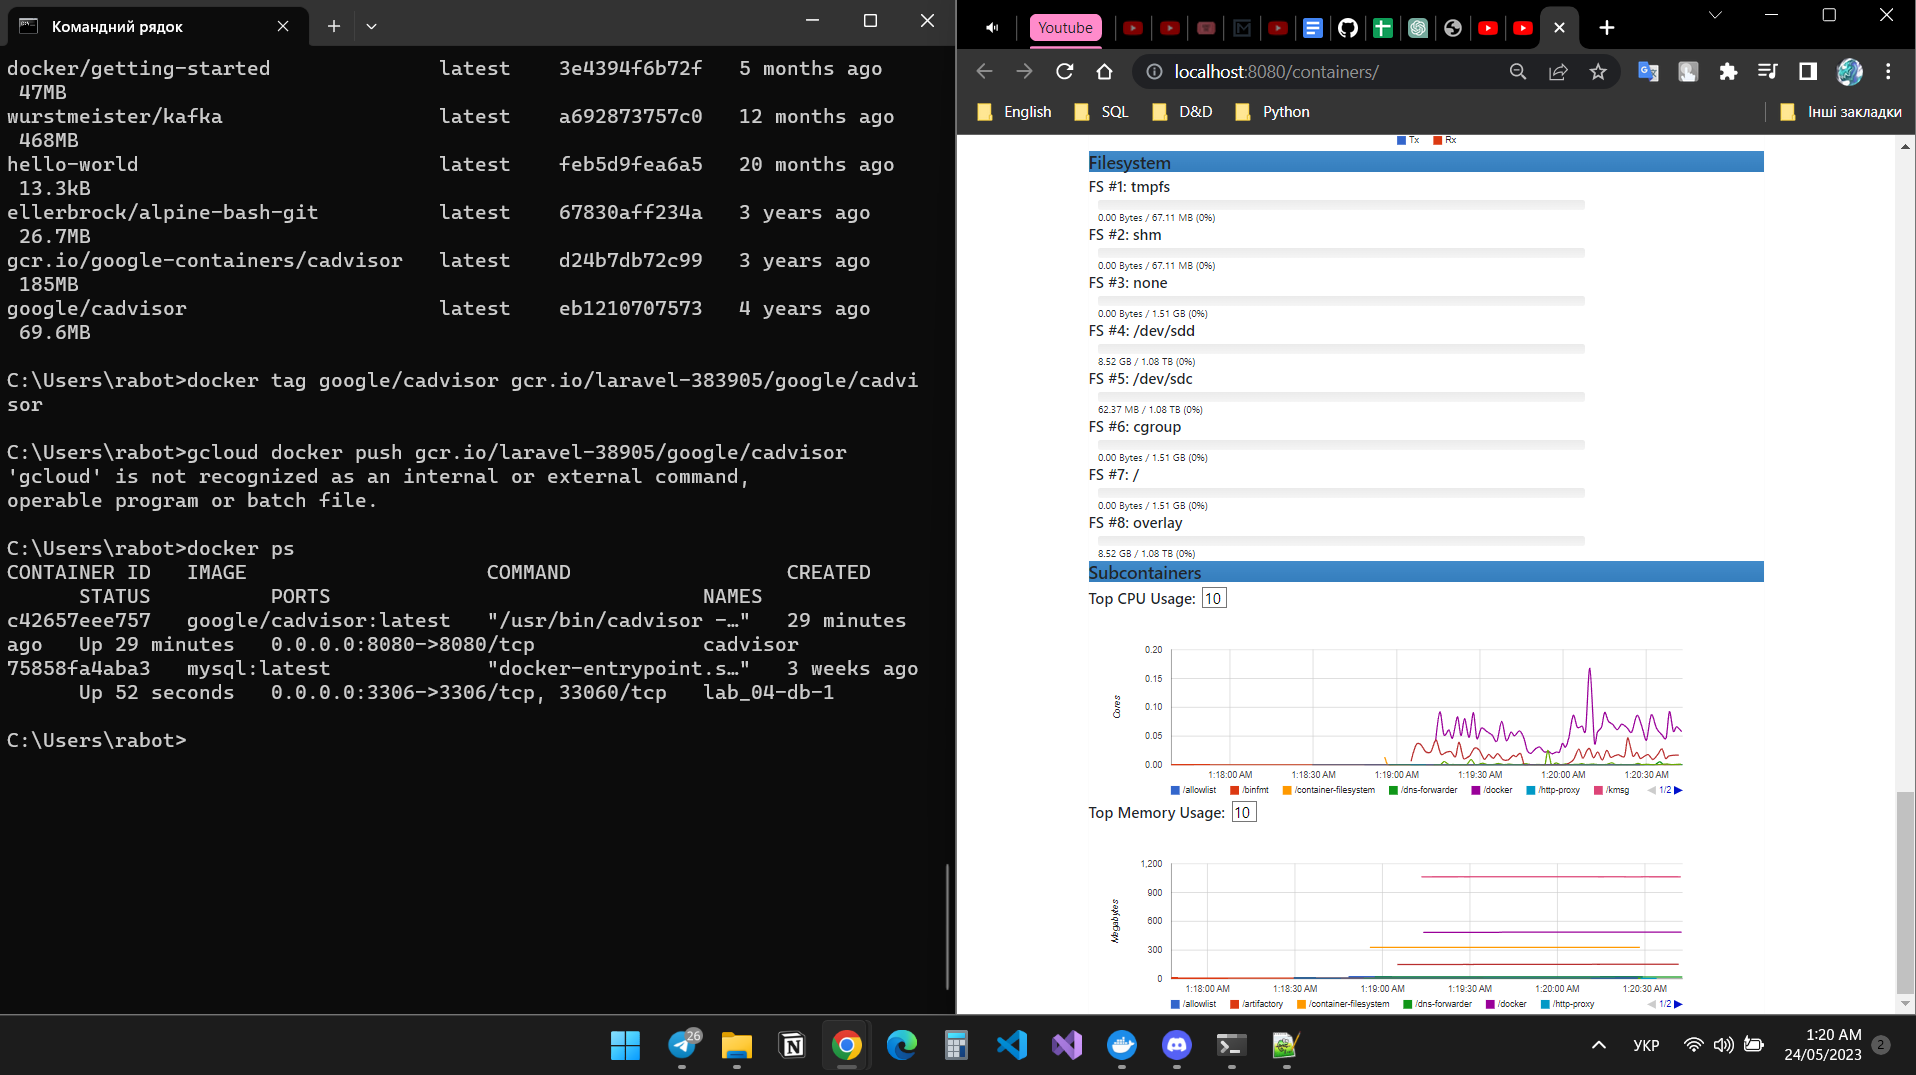 Командний рядок
docker/getting-started latest 3e4394f6b72f 5 months ago
47MB
wurstmeister/kafka latest a692873757c0 12 months ago
468MB
hello-world latest feb5d9fea6a5 20 months ago
13.3kB
ellerbrock/alpine-bash-git latest 67830aff234a 3 years ago
26.7MB
gcr.io/google-containers/cadvisor latest d24b7db72c99 3 years ago
185MB
google/cadvisor latest eb1210707573 4 years ago
69.6MB
C:\Users\rabot>docker tag google/cadvisor gcr.io/laravel-383905/google/cadvi
sor
C:\Users\rabot>gcloud docker push gcr.io/laravel-38905/google/cadvisor
'gcloud' is not recognized as an internal or external command,
operable program or batch file.
C:\Users\rabot>docker ps
CONTAINER ID IMAGE COMMAND CREATED
STATUS PORTS NAMES
c42657eee757 google/cadvisor:latest "/usr/bin/cadvisor -…" 29 minutes
ago Up 29 minutes 0.0.0.0:8080->8080/tcp cadvisor
75858fa4aba3 mysql:latest "docker-entrypoint.s…" 3 weeks ago
Up 52 seconds 0.0.0.0:3306->3306/tcp, 33060/tcp lab_04-db-1
C:\Users\rabot>
Youtube
localhost:8080/containers/
English SQL D&D Python Інші закладки
Tx Rx
Filesystem
FS #1: tmpfs
0.00 Bytes / 67.11 MB (0%)
FS #2: shm
0.00 Bytes / 67.11 MB (0%)
FS #3: none
0.00 Bytes / 1.51 GB (0%)
FS #4: /dev/sdd
8.52 GB / 1.08 TB (0%)
FS #5: /dev/sdc
62.37 MB / 1.08 TB (0%)
FS #6: cgroup
0.00 Bytes / 1.51 GB (0%)
FS #7: /
0.00 Bytes / 1.51 GB (0%)
FS #8: overlay
8.52 GB / 1.08 TB (0%)
Subcontainers
Top CPU Usage: 10
0.20
0.15
0.10
0.05
0.00
Cores
1:18:00 AM 1:18:30 AM 1:19:00 AM 1:19:30 AM 1:20:00 AM 1:20:30 AM
/allowlist /binfmt /container-filesystem /dns-forwarder /docker /http-proxy /kmsg 1/2
Top Memory Usage: 10
1,200
900
600
300
0
Megabytes
1:18:00 AM 1:18:30 AM 1:19:00 AM 1:19:30 AM 1:20:00 AM 1:20:30 AM
/allowlist /artifactory /container-filesystem /dns-forwarder /docker /http-proxy 1/2
26
УКР
1:20 AM
24/05/2023
2